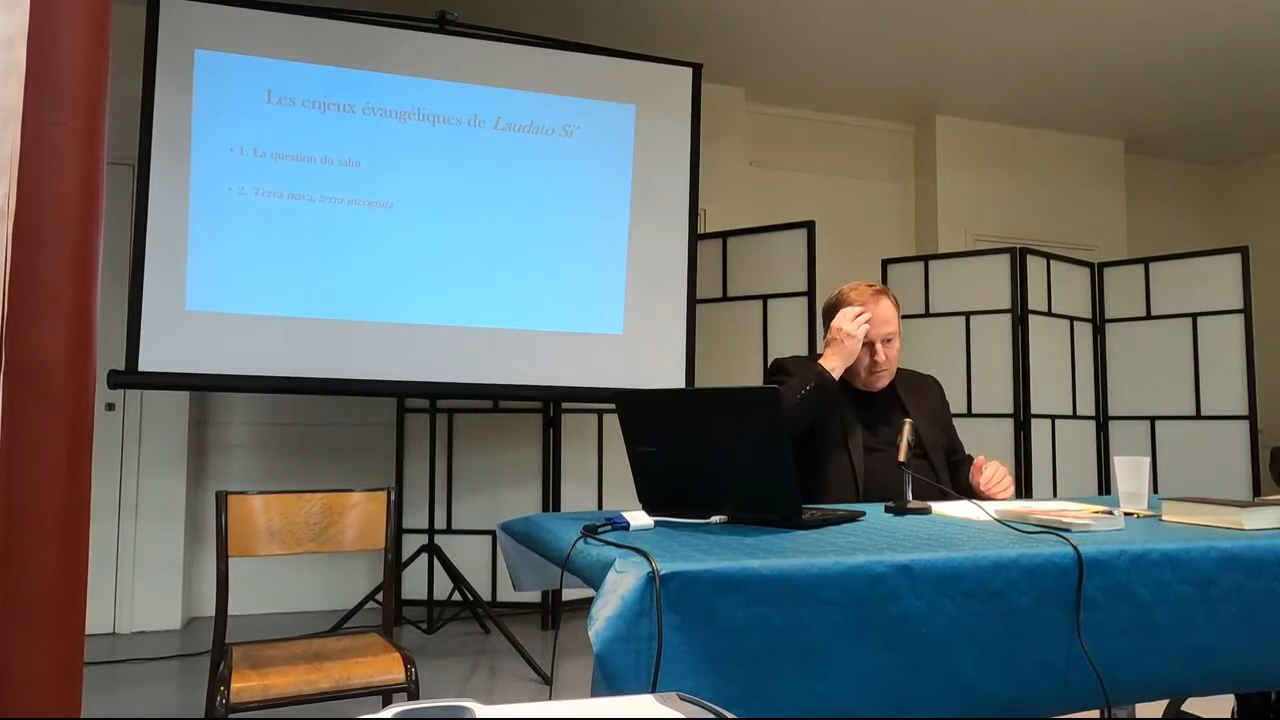 Les enjeux évangéliques de Laudato Si'
• 1. La question du salut
• 2. Terra nova, terra incognita